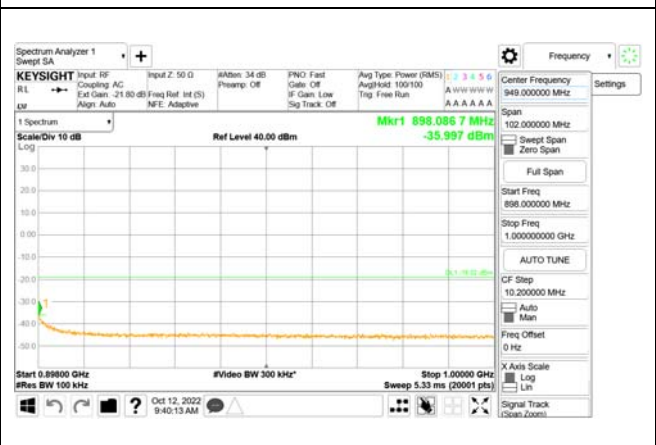 Spectrum Analyzer 1
Swept SA
+
Frequency
KEYSIGHT
Input: RF
Input Z: 50 Ω
#Atten: 34 dB
PNO: Fast
Avg Type: Power (RMS)
1 2 3 4 5 6
RL
Coupling: AC
Preamp: Off
Gate: Off
Avg|Hold: 100/100
A W W W W W
Ext Gain: -21.80 dB
Freq Ref: Int (S)
IF Gain: Low
Trig: Free Run
Align: Auto
NFE: Adaptive
Sig Track: Off
A A A A A A
1 Spectrum
Mkr1 898.086 7 MHz
Scale/Div 10 dB
Ref Level 40.00 dBm
-35.997 dBm
Log
30.0
20.0
10.0
0.00
-10.0
-20.0
-30.0
1
-40.0
-50.0
Start 0.89800 GHz
#Video BW 300 kHz*
Stop 1.00000 GHz
#Res BW 100 kHz
Sweep 5.33 ms (20001 pts)
Center Frequency
949.000000 MHz
Settings
Span
102.000000 MHz
Swept Span
Zero Span
Full Span
Start Freq
898.000000 MHz
Stop Freq
1.000000000 GHz
AUTO TUNE
CF Step
10.200000 MHz
Auto
Man
Freq Offset
0 Hz
X Axis Scale
Log
Lin
Signal Track
(Span Zoom)
?
Oct 12, 2022
9:40:13 AM